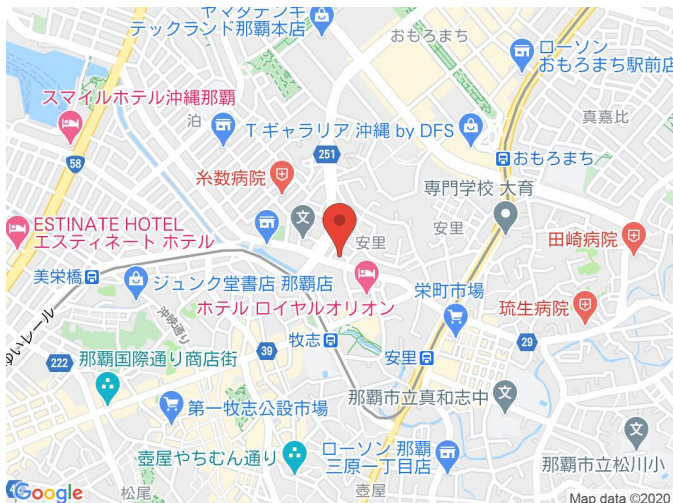 ヤマダデンキ
テックランド那覇本店
おもろまち
ローソン
おもろまち駅前店
スマイルホテル沖縄那覇
泊
真嘉比
T ギャラリア 沖縄 by DFS
58
251
おもろまち
糸数病院
専門学校 大育
文
安里
安里
田崎病院
ESTINATE HOTEL
エスティネート ホテル
美栄橋
ジュンク堂書店 那覇店
ホテル ロイヤルオリオン
栄町市場
琉生病院
ゆいレール
沖映通り
牧志
39
安里
29
222
那覇国際通り商店街
那覇市立真和志中
文
第一牧志公設市場
文
文
壺屋やちむん通り
ローソン 那覇
三原一丁目店
那覇市立松川小
松尾
壺屋
Google
Map data ©2020